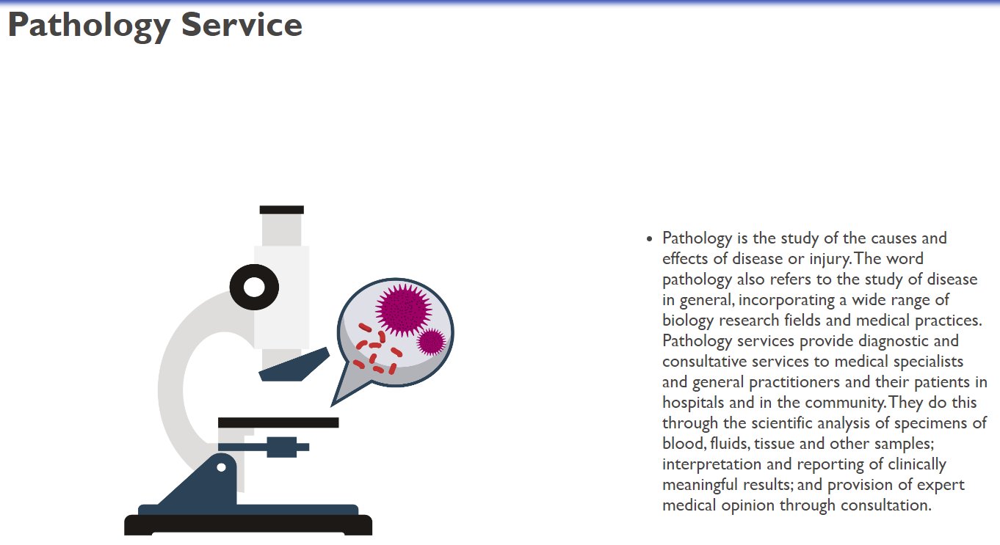 Pathology Service
• Pathology is the study of the causes and
effects of disease or injury. The word
pathology also refers to the study of disease
in general, incorporating a wide range of
biology research fields and medical practices.
Pathology services provide diagnostic and
consultative services to medical specialists
and general practitioners and their patients in
hospitals and in the community. They do this
through the scientific analysis of specimens of
blood, fluids, tissue and other samples;
interpretation and reporting of clinically
meaningful results; and provision of expert
medical opinion through consultation.